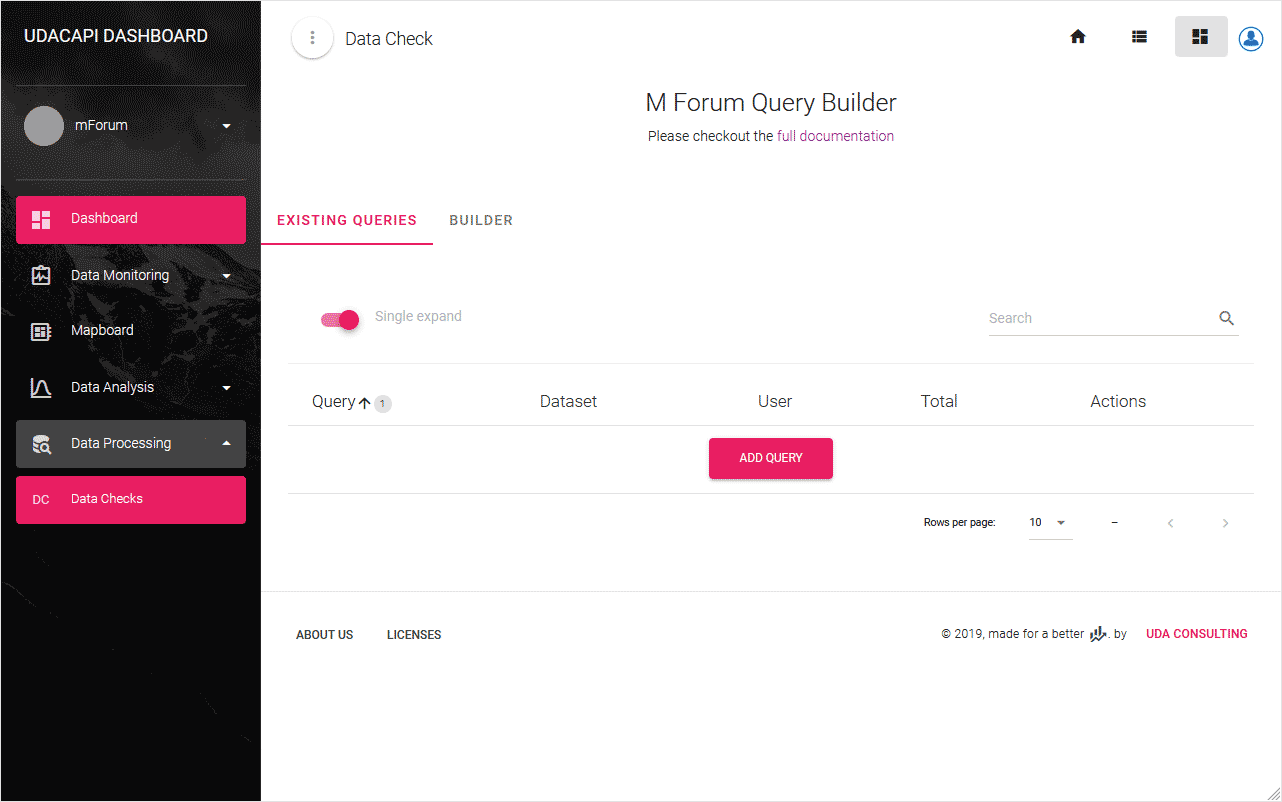 UDACAPI DASHBOARD
mForum
Dashboard
Data Monitoring
Mapboard
Data Analysis
Data Processing
DC Data Checks
Data Check
M Forum Query Builder
Please checkout the full documentation
EXISTING QUERIES BUILDER
Single expand
Search
Query 1 Dataset User Total Actions
ADD QUERY
Rows per page: 10 –
ABOUT US LICENSES
© 2019, made for a better . by UDA CONSULTING